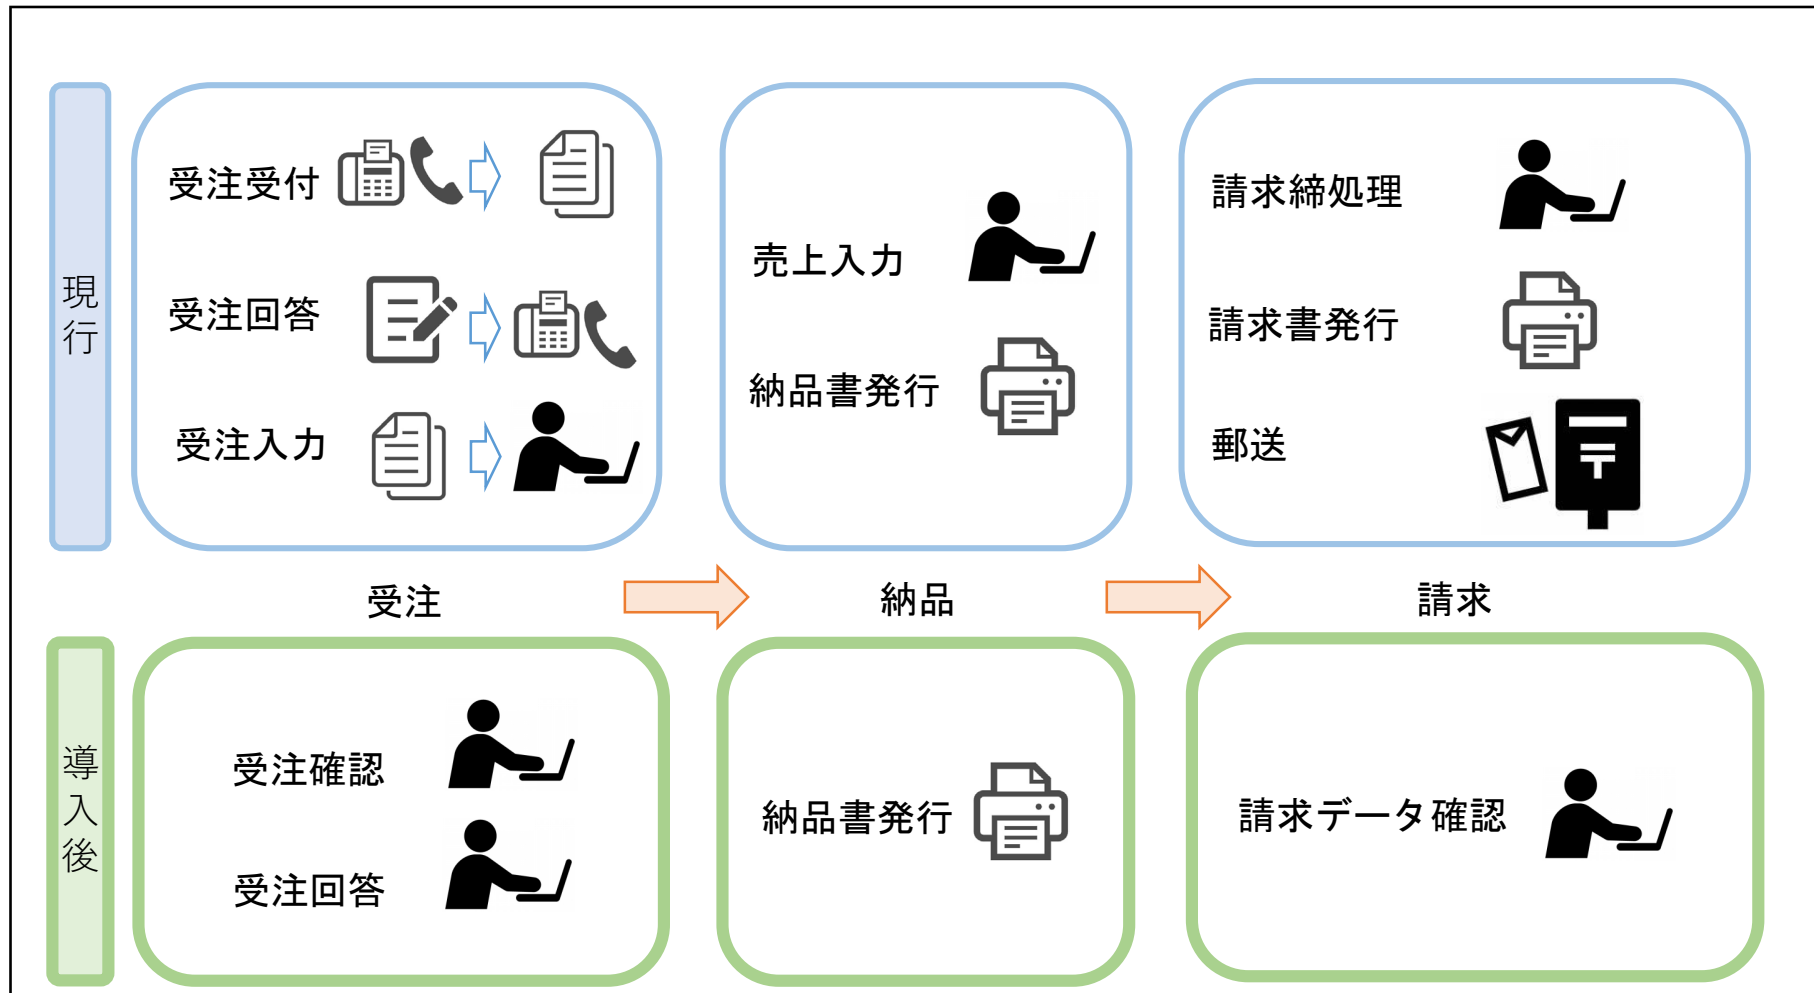 現行
受注受付
受注回答
受注入力
売上入力
納品書発行
請求締処理
請求書発行
郵送
〒
受注
納品
請求
導入後
受注確認
受注回答
納品書発行
請求データ確認